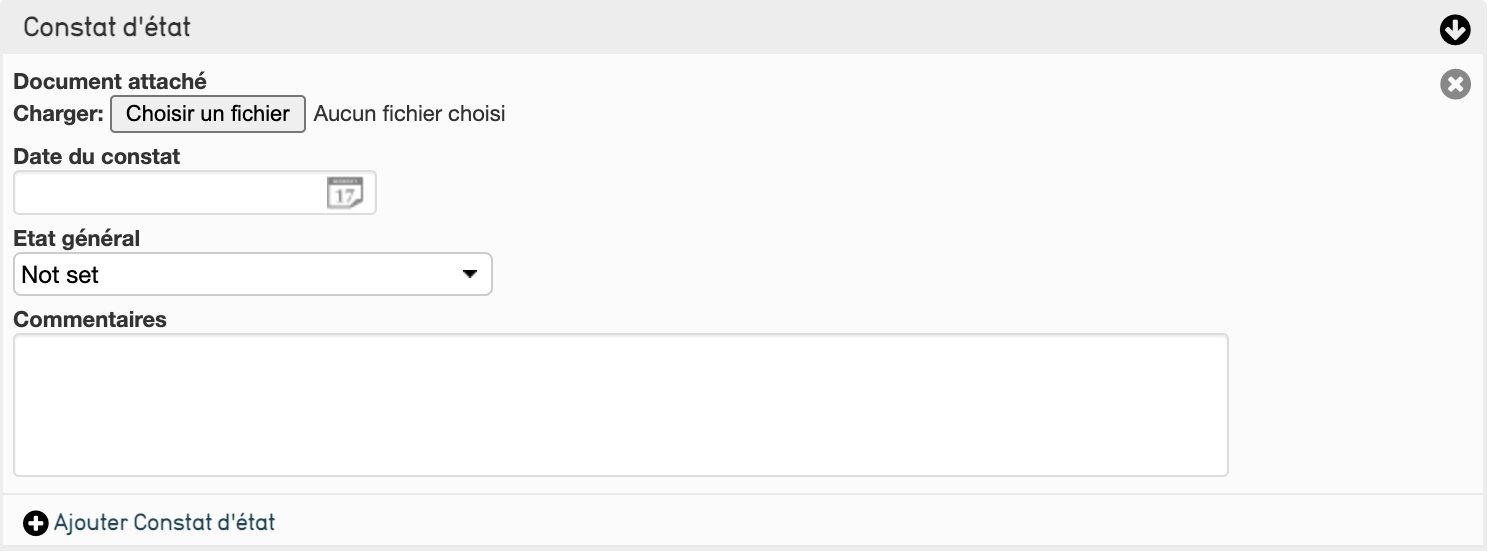 Constat d'état
Document attaché
Charger: Choisir un fichier Aucun fichier choisi
Date du constat
17
Etat général
Not set
Commentaires
Ajouter Constat d'état